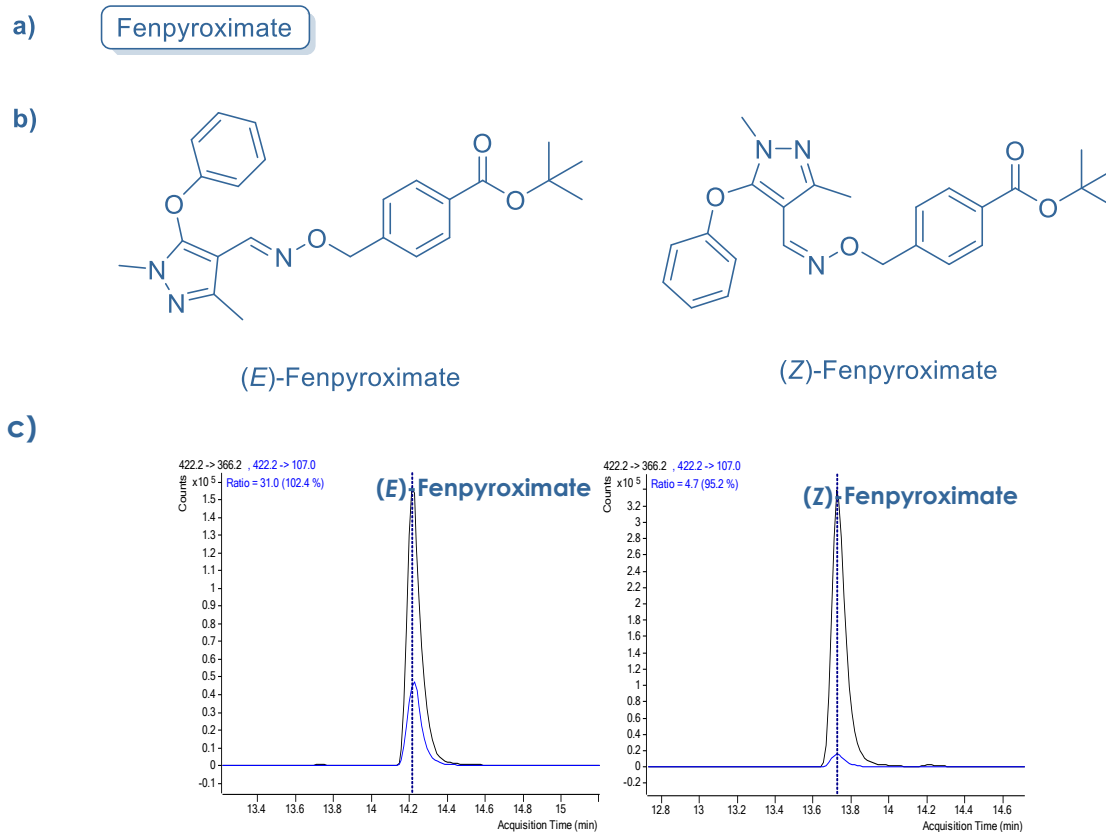 a)
Fenpyroximate
b)
O
O
N
N
N
O
O
O
N
N
O
N
O
O
O
(E)-Fenpyroximate
(Z)-Fenpyroximate
c)
422.2 -> 366.2 , 422.2 -> 107.0
Ratio = 31.0 (102.4 %)
(E)-Fenpyroximate
Counts
x10 5
1.5
1.4
1.3
1.2
1.1
1
0.9
0.8
0.7
0.6
0.5
0.4
0.3
0.2
0.1
0
-0.1
13.4 13.6 13.8 14 14.2 14.4 14.6 14.8 15
Acquisition Time (min)
422.2 -> 366.2 , 422.2 -> 107.0
Ratio = 4.7 (95.2 %)
(Z)-Fenpyroximate
Counts
x10 5
3.2
3
2.8
2.6
2.4
2.2
2
1.8
1.6
1.4
1.2
1
0.8
0.6
0.4
0.2
0
-0.2
12.8 13 13.2 13.4 13.6 13.8 14 14.2 14.4 14.6
Acquisition Time (min)